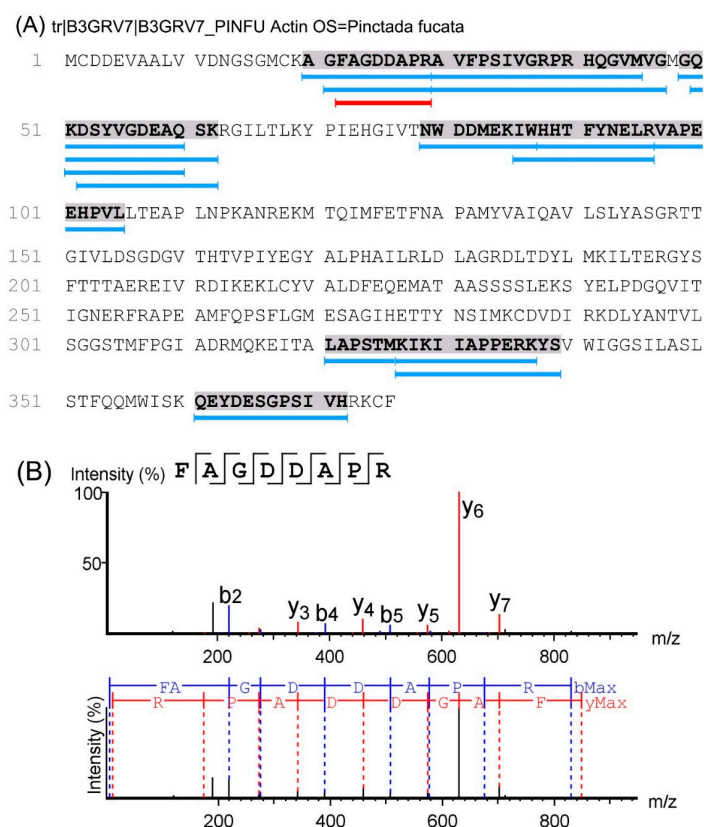 (A) tr|B3GRV7|B3GRV7_PINFU Actin OS=Pinctada fucata
1 MCDDEVAALV VDNGSGMCKA GFAGDDAPRA VFPSIVGRPR HQGVMVGMGQ
51 KDSYVGDEAQ SKRGILTLKY PIEHGIVTNW DDMEKIWHHT FYNELRVAPE
101 EHPVLLTEAP LNPKANREKM TQIMFETFNA PAMYVAIQAV LSLYASGRTT
151 GIVLDSGDGV THTVPIYEGY ALPHAILRLD LAGRDLTDYL MKILTERGYS
201 FTTTAEREIV RDIKEKLCYV ALDFEQEMAT AASSSSLEKS YELPDGQVIT
251 IGNERFRAPE AMFQPSFLGM ESAGIHETTY NSIMKCDVDI RKDLYANTVL
301 SGGSTMFPGI ADRMQKEITA LAPSTMKIKI IAPPERKYSV WIGGSILASL
351 STFQQMWISK QEYDESGPSIVHRKCF
(B)
Intensity (%) F A G D D A P R
100
50
b2 y3 b4 y4 b5 y5 y6 y7
200 400 600 800 m/z
FA G D D A P R bMax
R P A D D G A F yMax
Intensity (%)
200 400 600 800 m/z